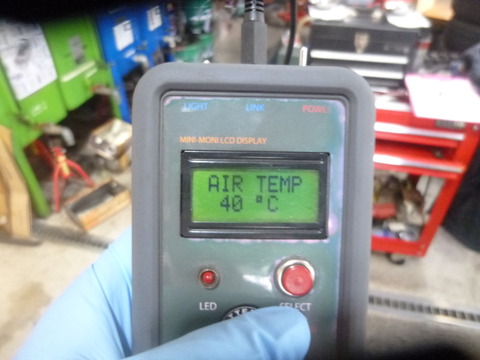 LIGHT LINK POWER
MINI-MONI LCD DISPLAY
AIR TEMP
40 °C
LED SELECT